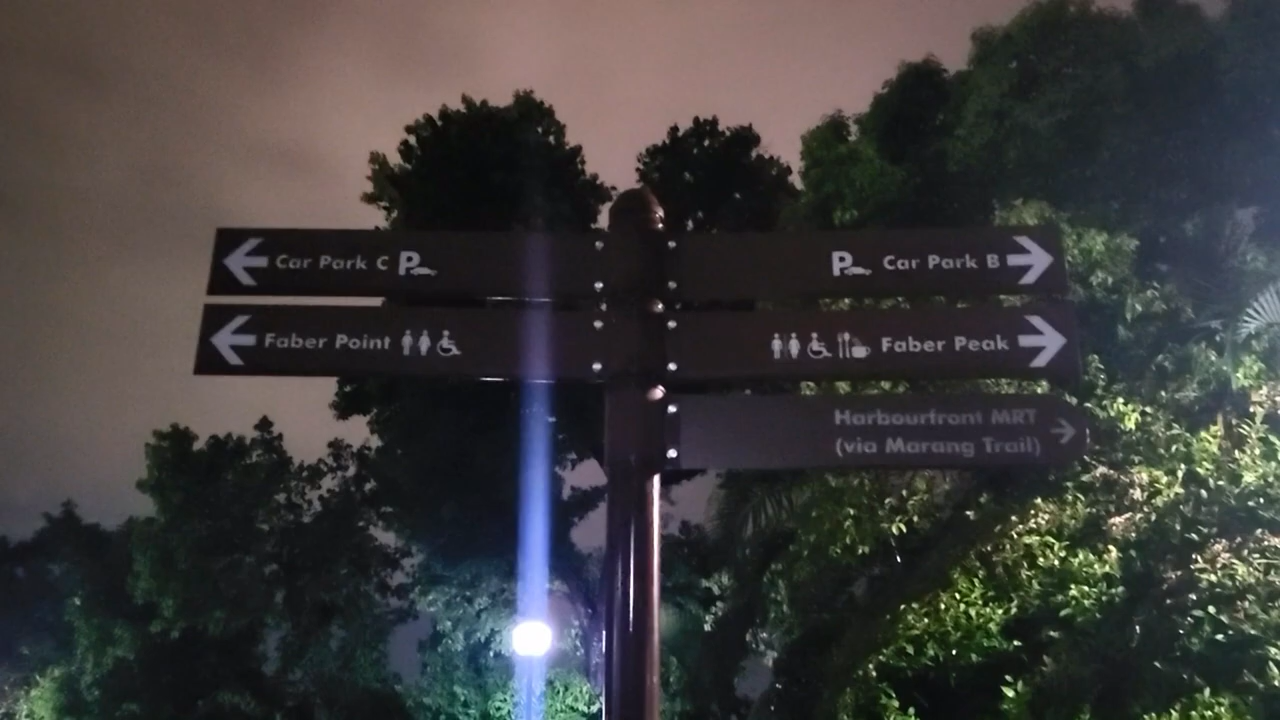 Car Park C P
P Car Park B
Faber Point
Faber Peak
Harbourfront MRT
(via Marang Trail)